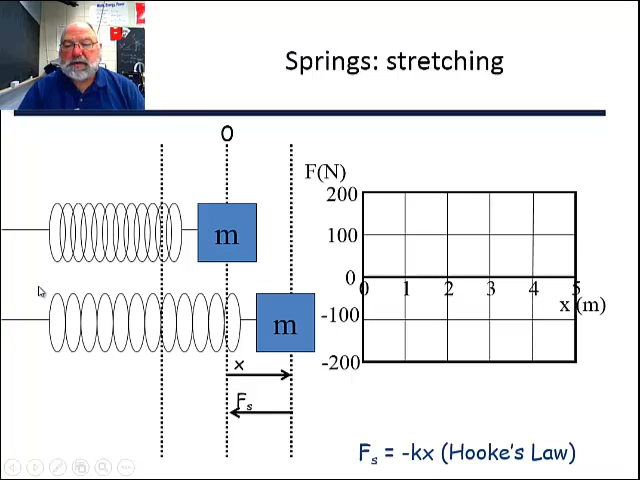 Springs: stretching
0
F(N)
200
100
0
-100
-200
0 1 2 3 4 5
x (m)
m
m
x
Fs
Fs = -kx (Hooke's Law)